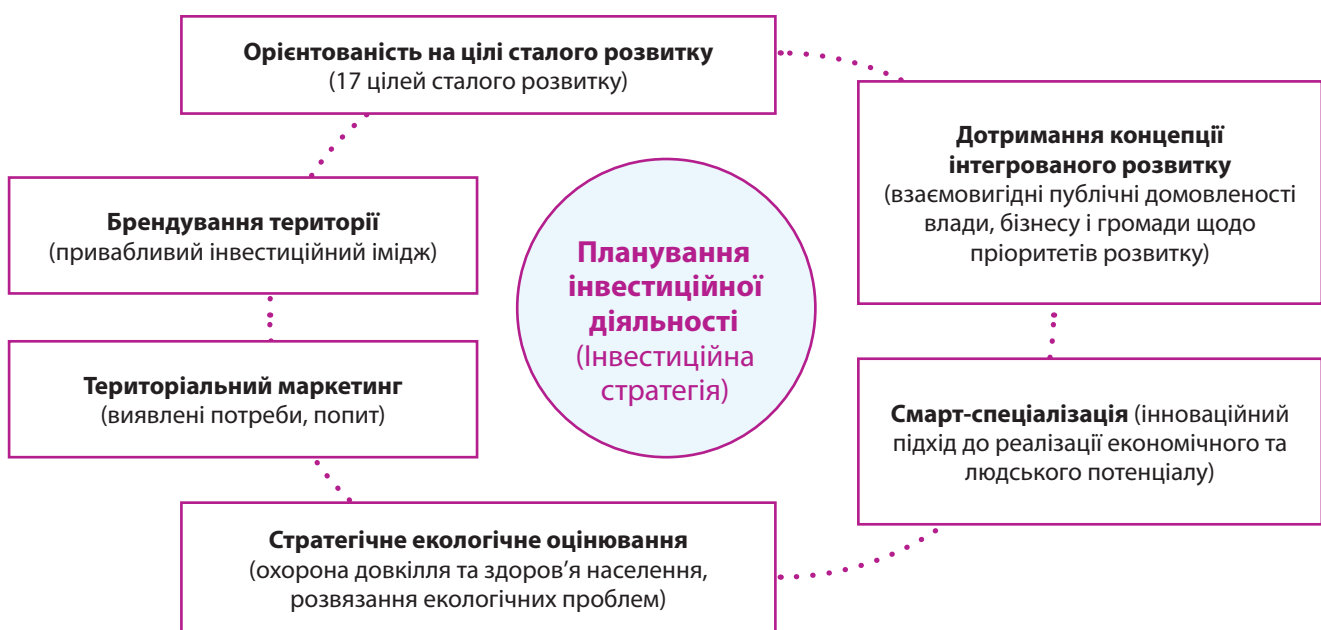 Орієнтованість на цілі сталого розвитку
(17 цілей сталого розвитку)
Дотримання концепції
інтегрованого розвитку
(взаємовигідні публічні домовленості
влади, бізнесу і громади щодо
пріоритетів розвитку)
Брендування території
(привабливий інвестиційний імідж)
Планування
інвестиційної
діяльності
(Інвестиційна
стратегія)
Територіальний маркетинг
(виявлені потреби, попит)
Смарт-спеціалізація (інноваційний
підхід до реалізації економічного та
людського потенціалу)
Стратегічне екологічне оцінювання
(охорона довкілля та здоров’я населення,
розвязання екологічних проблем)